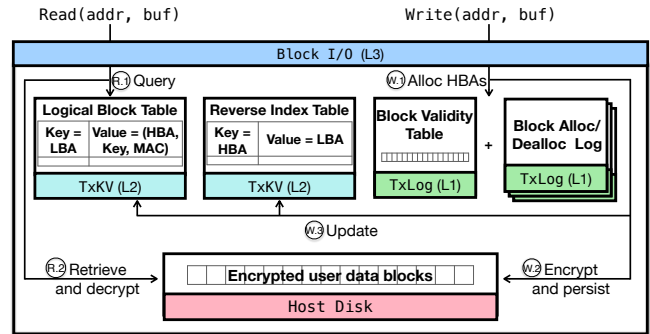 Read(addr, buf)
Write(addr, buf)
Block I/O (L3)
R.1 Query
W.1 Alloc HBAs
Logical Block Table
Key = LBA
Value = (HBA, Key, MAC)
TxKV (L2)
Reverse Index Table
Key = HBA
Value = LBA
TxKV (L2)
Block Validity
Table
TxLog (L1)
+
Block Alloc/
Dealloc Log
TxLog (L1)
W.3 Update
R.2 Retrieve
and decrypt
W.2 Encrypt
and persist
Encrypted user data blocks
Host Disk